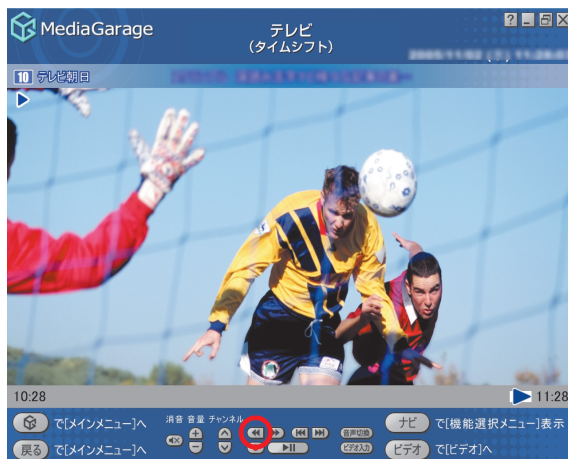 MediaGarage
テレビ
(タイムシフト)
10 テレビ朝日
10:28
11:28
で[メインメニュー]へ
消音 音量 チャンネル
音声切換
ナビ で[機能選択メニュー]表示
戻る で[メインメニュー]へ
ビデオ入力
ビデオ で[ビデオ]へ